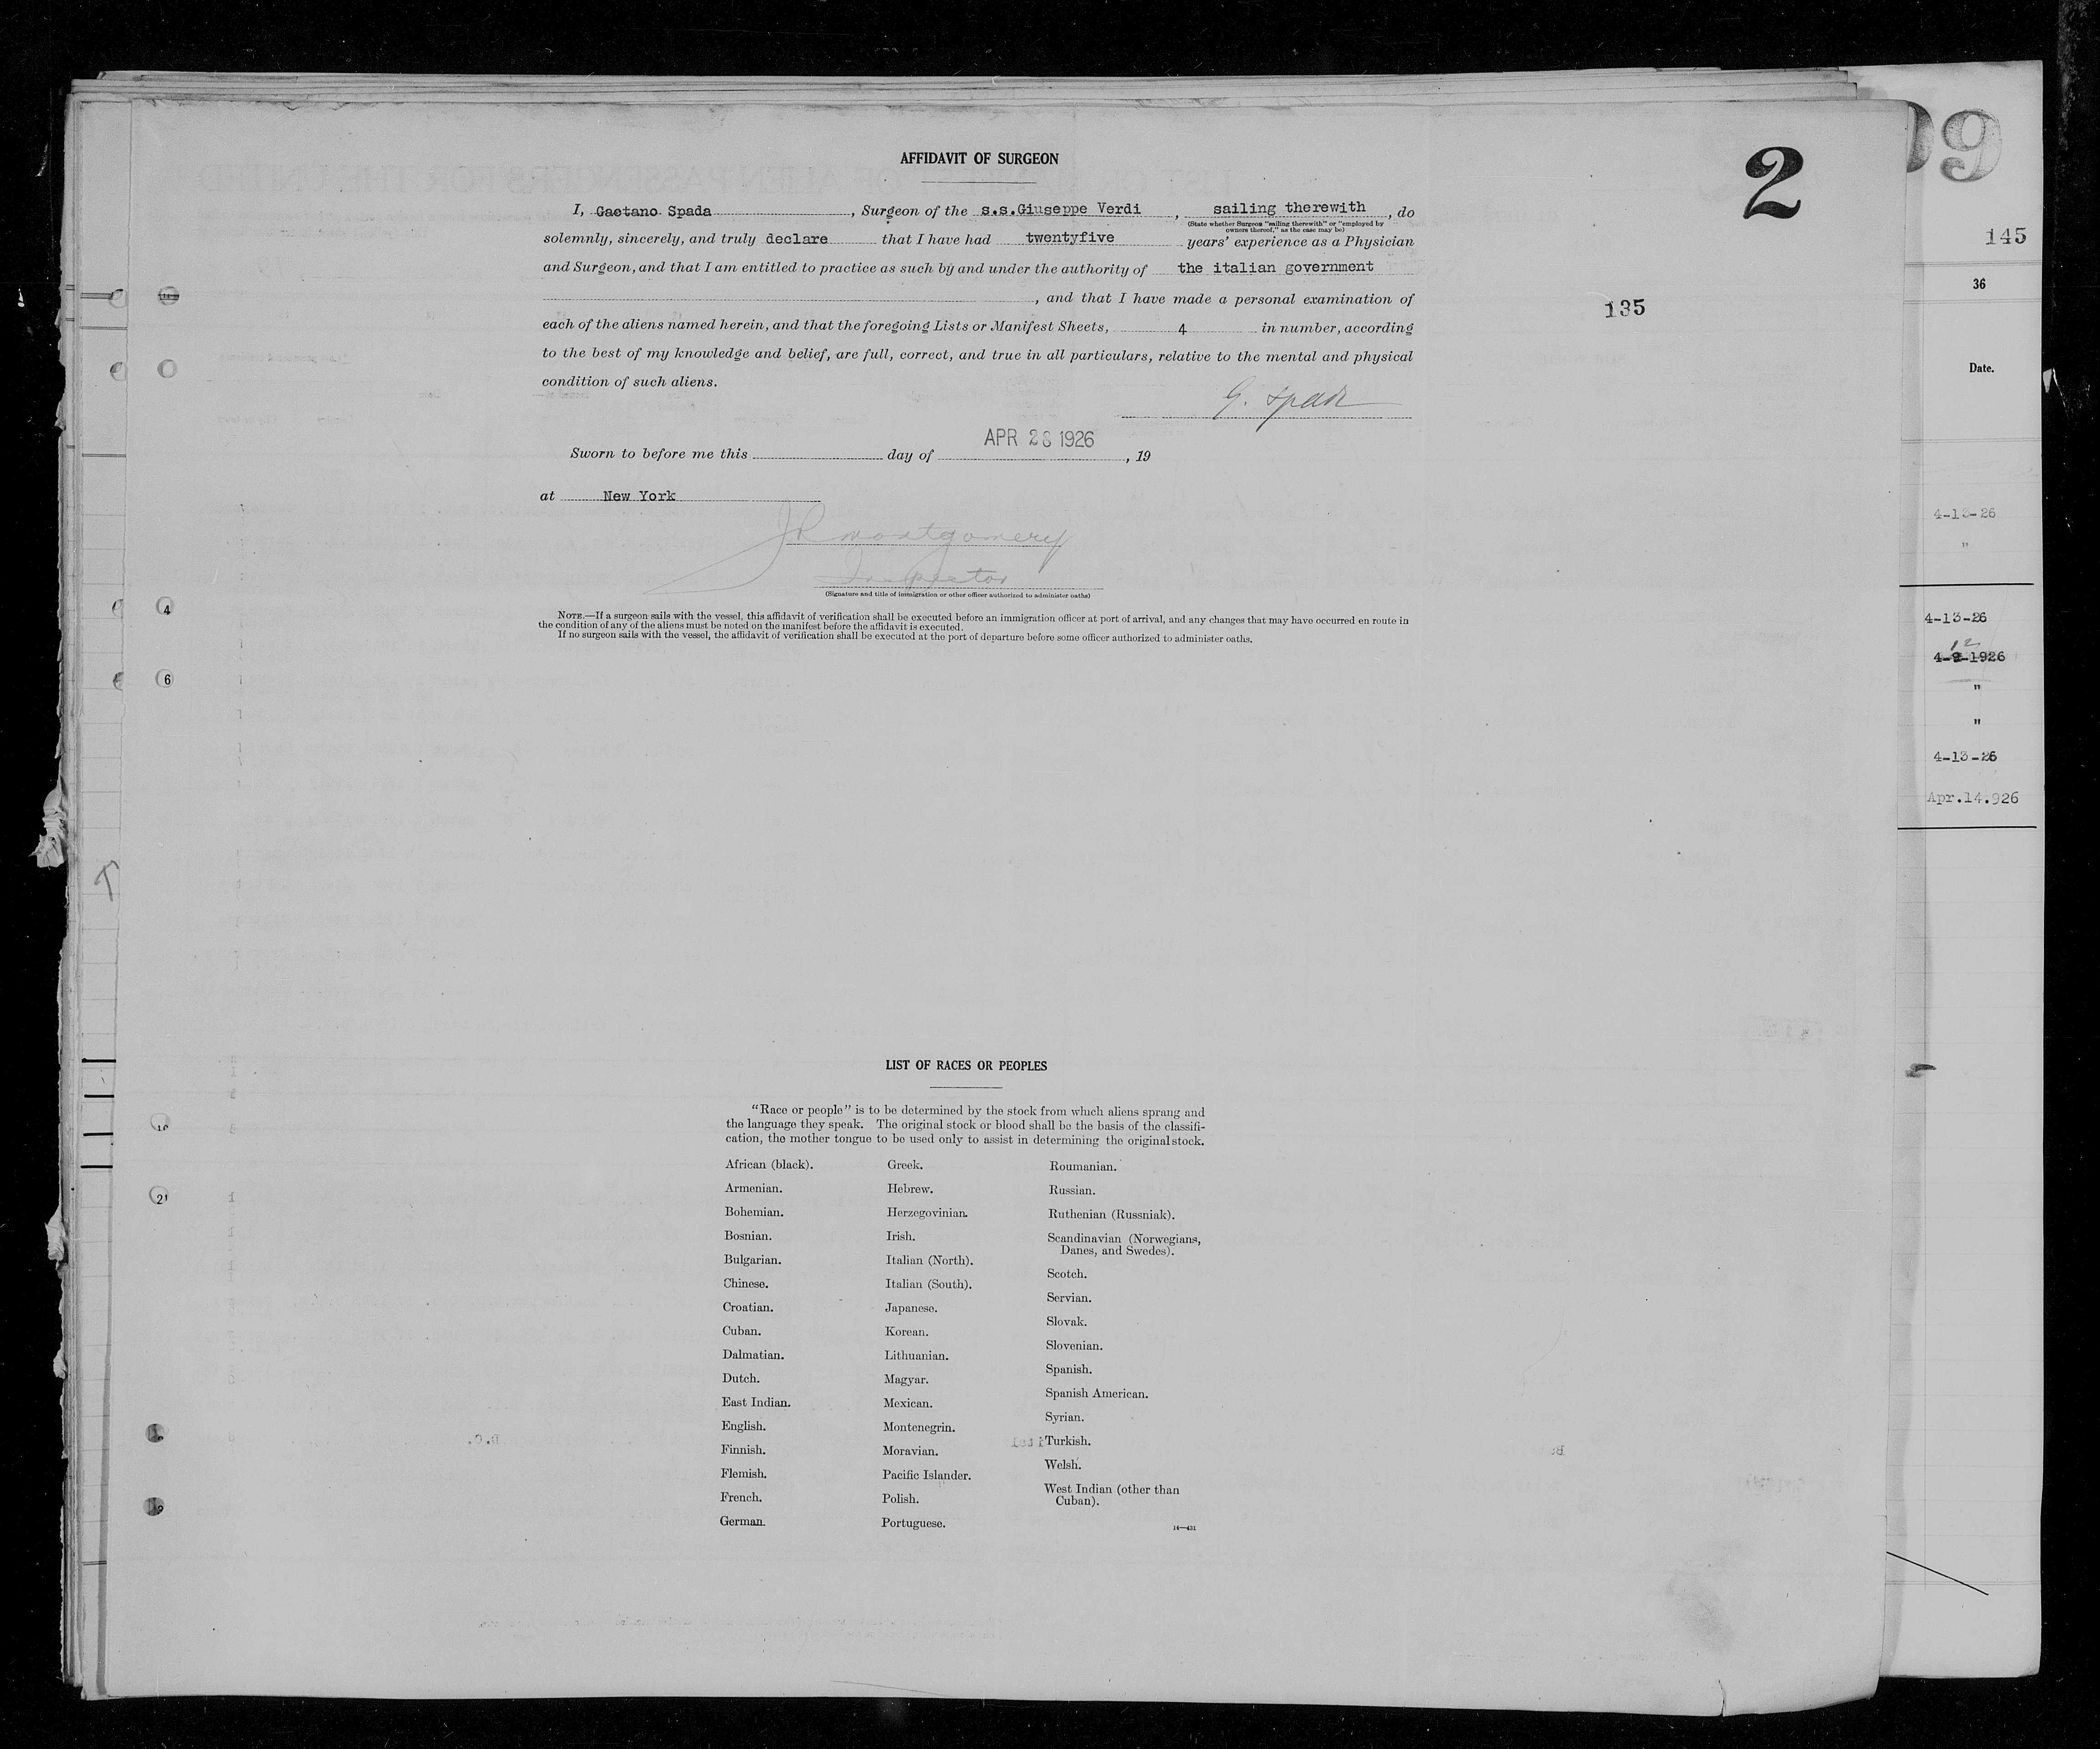 AFFIDAVIT OF SURGEON
2
09
145
36
Date.
135
I, Gaetano Spada, Surgeon of the s.s.Giuseppe Verdi, sailing therewith, do
(State whether Surgeon "sailing therewith" or "employed by
owners thereof," as the case may be)
solemnly, sincerely, and truly declare that I have had twentyfive years' experience as a Physician
and Surgeon, and that I am entitled to practice as such by and under the authority of the italian government
, and that I have made a personal examination of
each of the aliens named herein, and that the foregoing Lists or Manifest Sheets, 4 in number, according
to the best of my knowledge and belief, are full, correct, and true in all particulars, relative to the mental and physical
condition of such aliens.
G. Spada
APR 28 1926
Sworn to before me this day of , 19
at New York
JR Montgomery
Inspector
(Signature and title of immigration or other officer authorized to administer oaths)
NOTE.—If a surgeon sails with the vessel, this affidavit of verification shall be executed before an immigration officer at port of arrival, and any changes that may have occurred en route in
the condition of any of the aliens must be noted on the manifest before the affidavit is executed.
If no surgeon sails with the vessel, the affidavit of verification shall be executed at the port of departure before some officer authorized to administer oaths.
4-13-26
"
4-13-26
12
4-9-1926
"
"
4-13-26
Apr.14.926
4
6
21
LIST OF RACES OR PEOPLES
"Race or people" is to be determined by the stock from which aliens sprang and
the language they speak. The original stock or blood shall be the basis of the classifi-
cation, the mother tongue to be used only to assist in determining the original stock.
African (black).
Armenian.
Bohemian.
Bosnian.
Bulgarian.
Chinese.
Croatian.
Cuban.
Dalmatian.
Dutch.
East Indian.
English.
Finnish.
Flemish.
French.
German.
Greek.
Hebrew.
Herzegovinian.
Irish.
Italian (North).
Italian (South).
Japanese.
Korean.
Lithuanian.
Magyar.
Mexican.
Montenegrin.
Moravian.
Pacific Islander.
Polish.
Portuguese.
Roumanian.
Russian.
Ruthenian (Russniak).
Scandinavian (Norwegians,
Danes, and Swedes).
Scotch.
Servian.
Slovak.
Slovenian.
Spanish.
Spanish American.
Syrian.
Turkish.
Welsh.
West Indian (other than
Cuban).
14—431